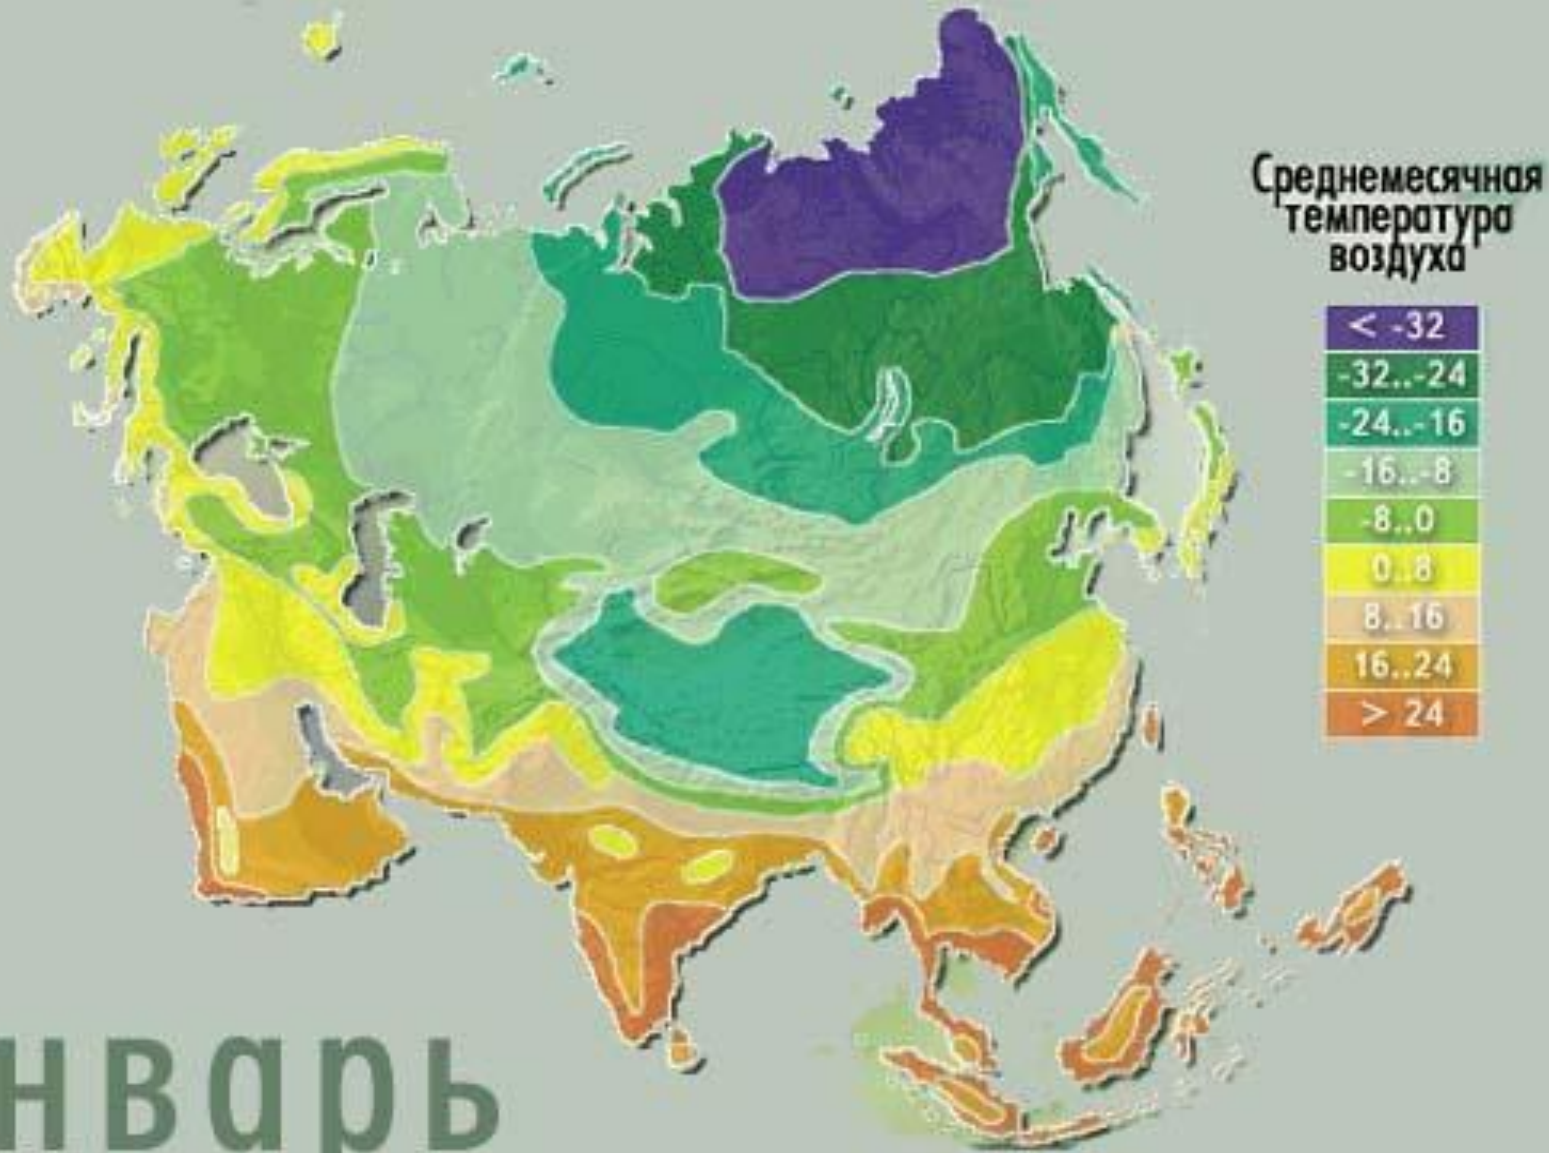 Среднемесячная
температура
воздуха
< -32
-32..-24
-24..-16
-16..-8
-8..0
0..8
8..16
16..24
> 24
нварь